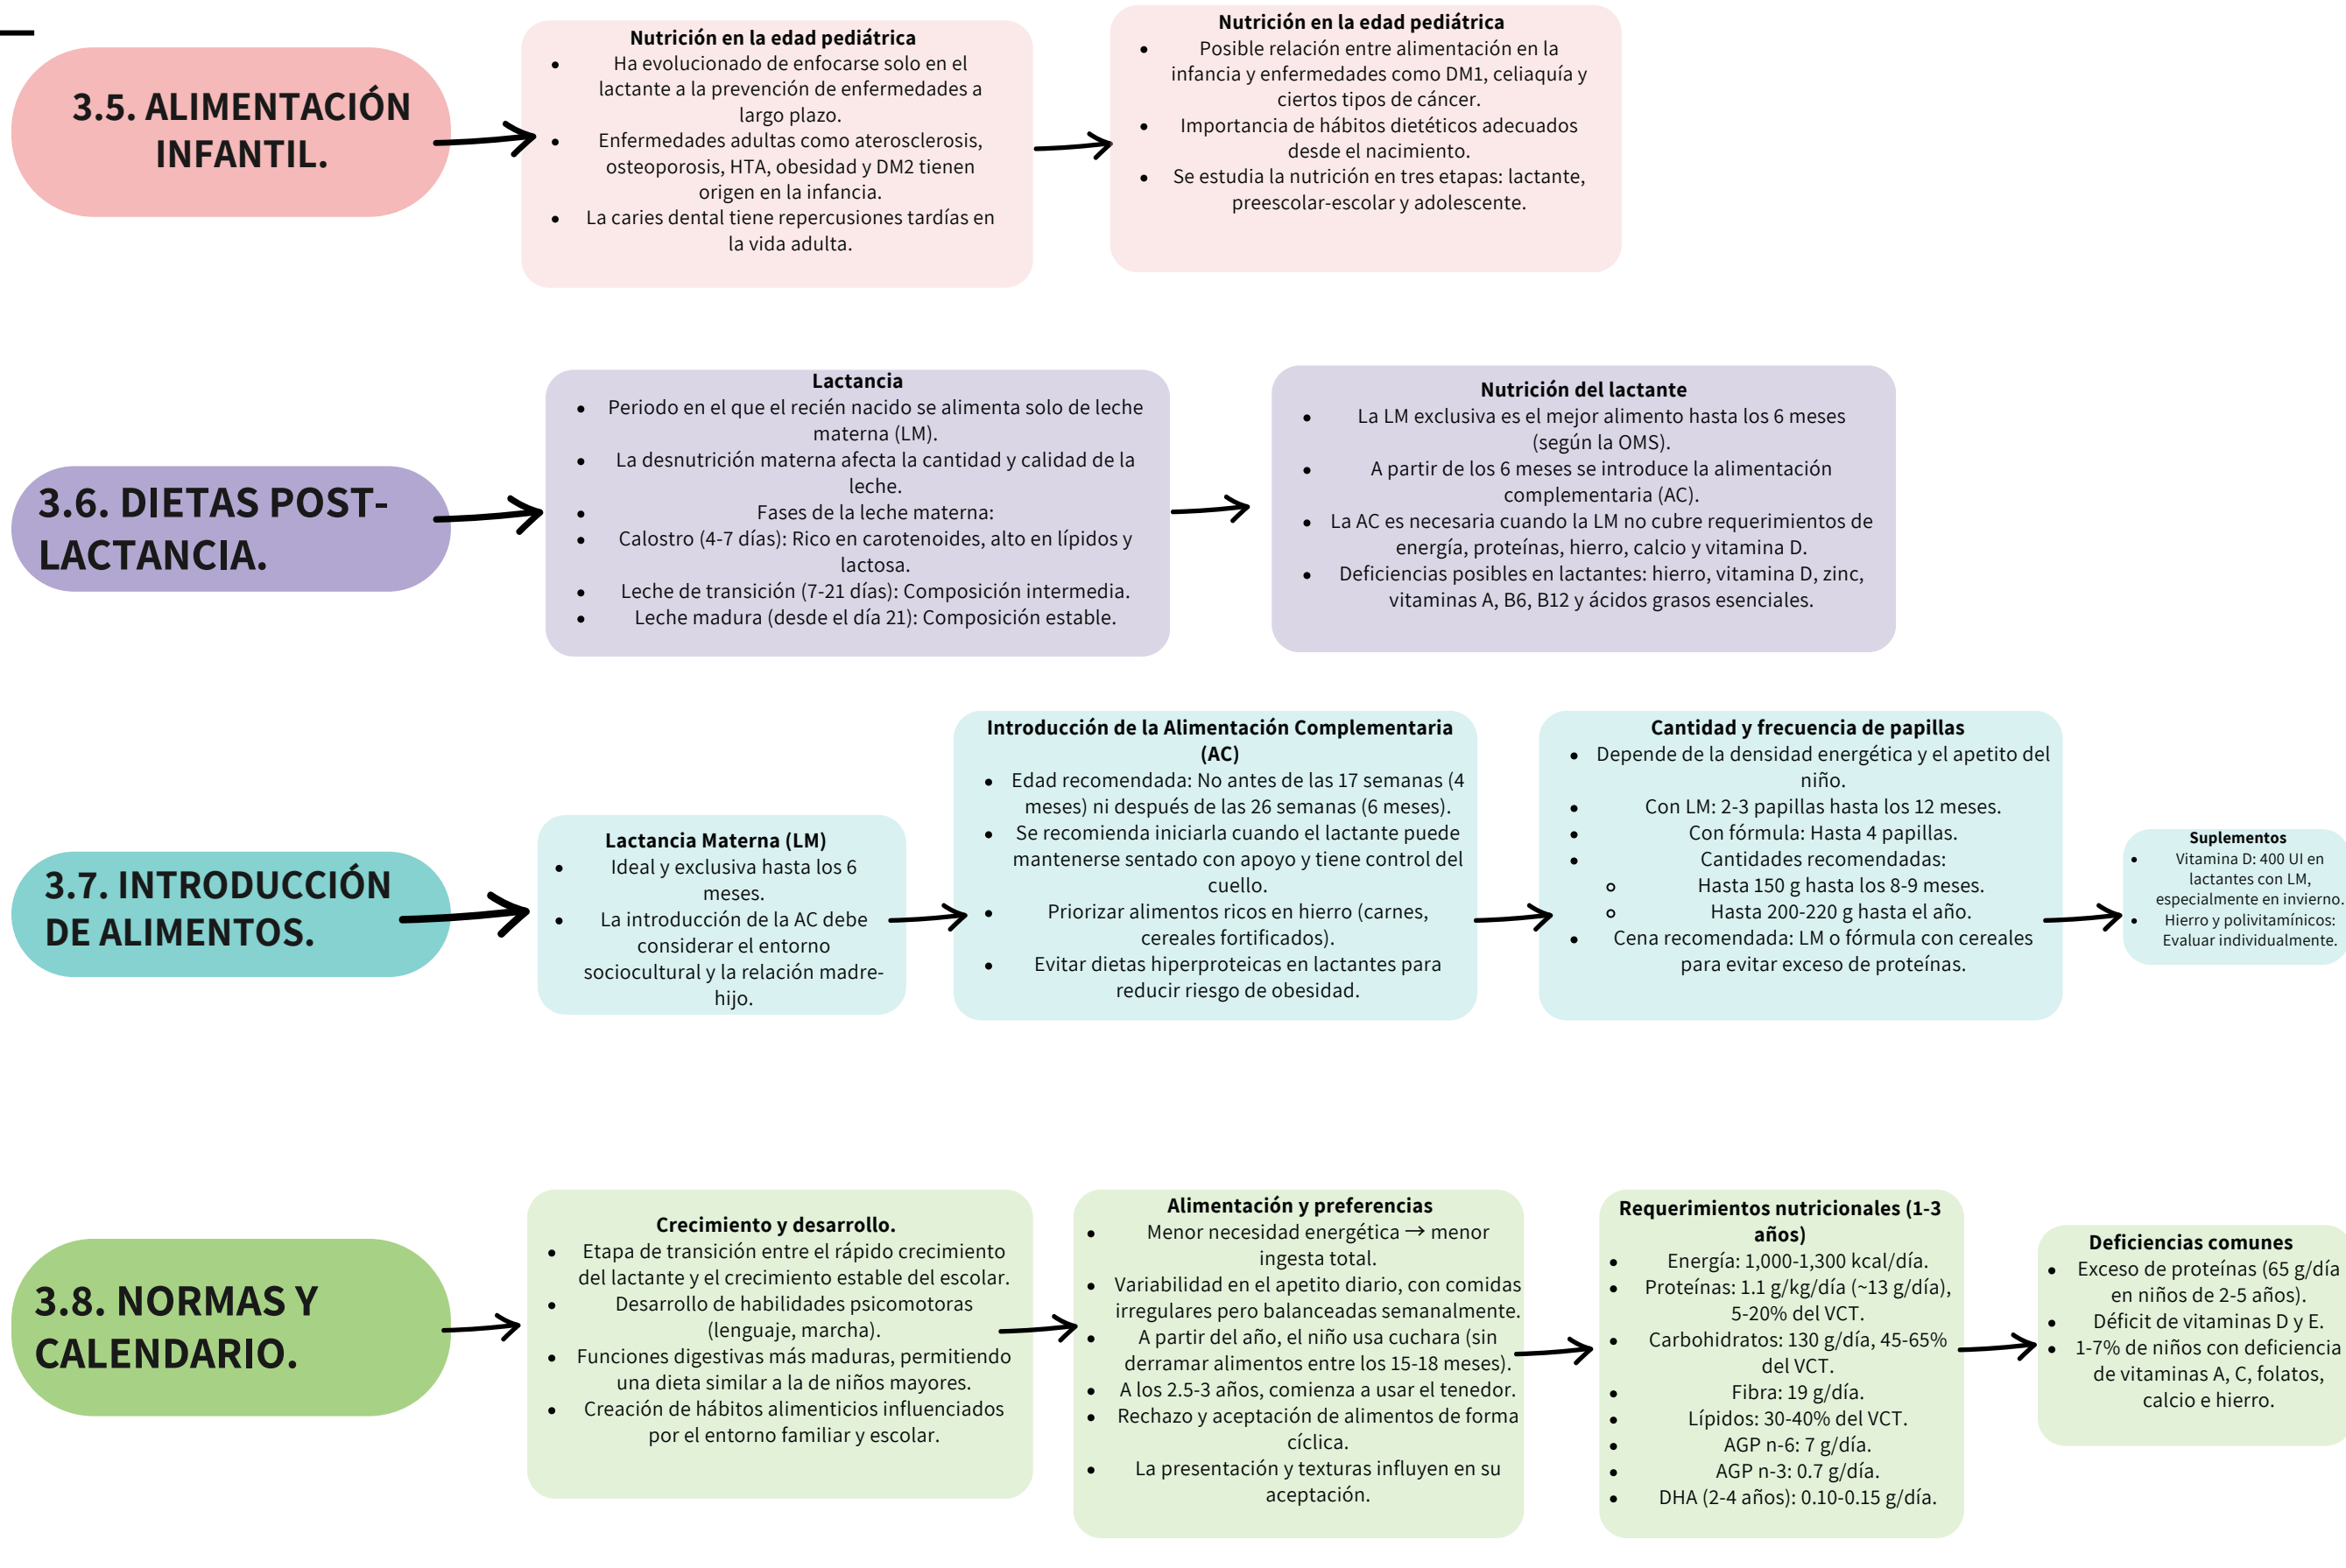 3.5. ALIMENTACIÓN
INFANTIL.
Nutrición en la edad pediátrica
• Ha evolucionado de enfocarse solo en el
lactante a la prevención de enfermedades a
largo plazo.
• Enfermedades adultas como aterosclerosis,
osteoporosis, HTA, obesidad y DM2 tienen
origen en la infancia.
• La caries dental tiene repercusiones tardías en
la vida adulta.
Nutrición en la edad pediátrica
• Posible relación entre alimentación en la
infancia y enfermedades como DM1, celiaquía y
ciertos tipos de cáncer.
• Importancia de hábitos dietéticos adecuados
desde el nacimiento.
• Se estudia la nutrición en tres etapas: lactante,
preescolar-escolar y adolescente.
3.6. DIETAS POST-
LACTANCIA.
Lactancia
• Periodo en el que el recién nacido se alimenta solo de leche
materna (LM).
• La desnutrición materna afecta la cantidad y calidad de la
leche.
• Fases de la leche materna:
• Calostro (4-7 días): Rico en carotenoides, alto en lípidos y
lactosa.
• Leche de transición (7-21 días): Composición intermedia.
• Leche madura (desde el día 21): Composición estable.
Nutrición del lactante
• La LM exclusiva es el mejor alimento hasta los 6 meses
(según la OMS).
• A partir de los 6 meses se introduce la alimentación
complementaria (AC).
• La AC es necesaria cuando la LM no cubre requerimientos de
energía, proteínas, hierro, calcio y vitamina D.
• Deficiencias posibles en lactantes: hierro, vitamina D, zinc,
vitaminas A, B6, B12 y ácidos grasos esenciales.
3.7. INTRODUCCIÓN
DE ALIMENTOS.
Lactancia Materna (LM)
• Ideal y exclusiva hasta los 6
meses.
• La introducción de la AC debe
considerar el entorno
sociocultural y la relación madre-
hijo.
Introducción de la Alimentación Complementaria
(AC)
• Edad recomendada: No antes de las 17 semanas (4
meses) ni después de las 26 semanas (6 meses).
• Se recomienda iniciarla cuando el lactante puede
mantenerse sentado con apoyo y tiene control del
cuello.
• Priorizar alimentos ricos en hierro (carnes,
cereales fortificados).
• Evitar dietas hiperproteicas en lactantes para
reducir riesgo de obesidad.
Cantidad y frecuencia de papillas
• Depende de la densidad energética y el apetito del
niño.
• Con LM: 2-3 papillas hasta los 12 meses.
• Con fórmula: Hasta 4 papillas.
• Cantidades recomendadas:
◦ Hasta 150 g hasta los 8-9 meses.
◦ Hasta 200-220 g hasta el año.
• Cena recomendada: LM o fórmula con cereales
para evitar exceso de proteínas.
Suplementos
• Vitamina D: 400 UI en
lactantes con LM,
especialmente en invierno.
• Hierro y polivitamínicos:
Evaluar individualmente.
3.8. NORMAS Y
CALENDARIO.
Crecimiento y desarrollo.
• Etapa de transición entre el rápido crecimiento
del lactante y el crecimiento estable del escolar.
• Desarrollo de habilidades psicomotoras
(lenguaje, marcha).
• Funciones digestivas más maduras, permitiendo
una dieta similar a la de niños mayores.
• Creación de hábitos alimenticios influenciados
por el entorno familiar y escolar.
Alimentación y preferencias
• Menor necesidad energética → menor
ingesta total.
• Variabilidad en el apetito diario, con comidas
irregulares pero balanceadas semanalmente.
• A partir del año, el niño usa cuchara (sin
derramar alimentos entre los 15-18 meses).
• A los 2.5-3 años, comienza a usar el tenedor.
• Rechazo y aceptación de alimentos de forma
cíclica.
• La presentación y texturas influyen en su
aceptación.
Requerimientos nutricionales (1-3
años)
• Energía: 1,000-1,300 kcal/día.
• Proteínas: 1.1 g/kg/día (~13 g/día),
5-20% del VCT.
• Carbohidratos: 130 g/día, 45-65%
del VCT.
• Fibra: 19 g/día.
• Lípidos: 30-40% del VCT.
• AGP n-6: 7 g/día.
• AGP n-3: 0.7 g/día.
• DHA (2-4 años): 0.10-0.15 g/día.
Deficiencias comunes
• Exceso de proteínas (65 g/día
en niños de 2-5 años).
• Déficit de vitaminas D y E.
• 1-7% de niños con deficiencia
de vitaminas A, C, folatos,
calcio e hierro.